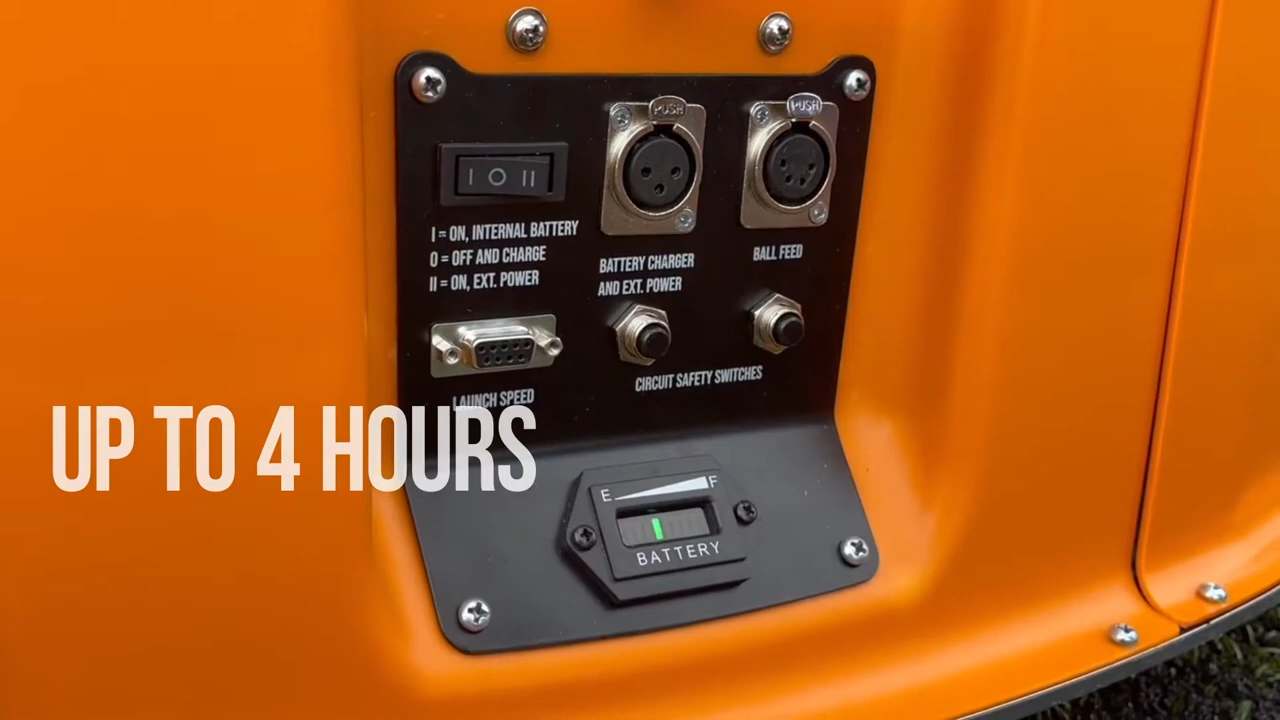 PUSH
PUSH
I O II
I = ON, INTERNAL BATTERY
O = OFF AND CHARGE
II = ON, EXT. POWER
BATTERY CHARGER
AND EXT. POWER
BALL FEED
CIRCUIT SAFETY SWITCHES
LAUNCH SPEED
UP TO 4 HOURS
E F
BATTERY